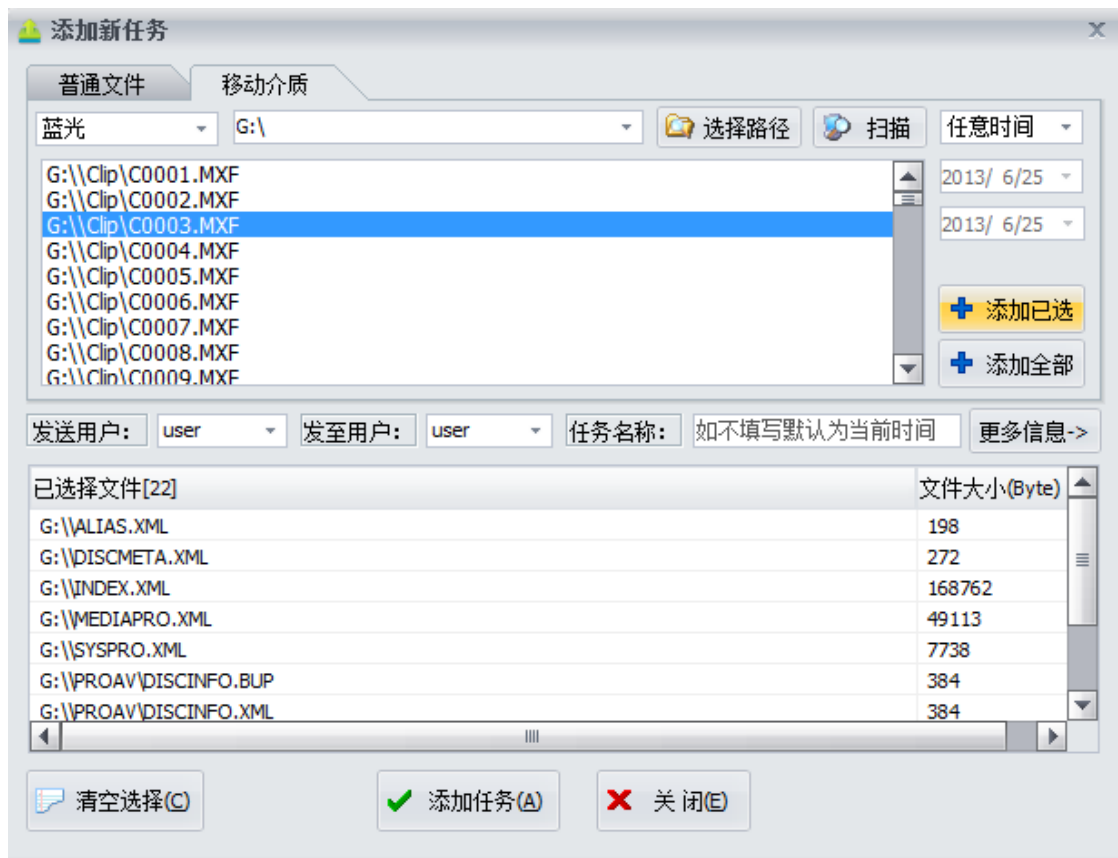 添加新任务
普通文件 移动介质
蓝光 G:\ 选择路径 扫描 任意时间
G:\\Clip\C0001.MXF
2013/ 6/25
G:\\Clip\C0002.MXF
G:\\Clip\C0003.MXF
2013/ 6/25
G:\\Clip\C0004.MXF
G:\\Clip\C0005.MXF
G:\\Clip\C0006.MXF
添加已选
G:\\Clip\C0007.MXF
G:\\Clip\C0008.MXF
添加全部
G:\\Clip\C0009.MXF
发送用户: user 发至用户: user 任务名称: 如不填写默认为当前时间 更多信息->
已选择文件[22] 文件大小(Byte)
G:\\ALIAS.XML 198
G:\\DISCMETA.XML 272
G:\\INDEX.XML 168762
G:\\MEDIAPRO.XML 49113
G:\\SYSPRO.XML 7738
G:\\PROAV\DISCINFO.BUP 384
G:\\PROAV\DISCINFO.XML 384
清空选择(C) 添加任务(A) 关 闭(E)